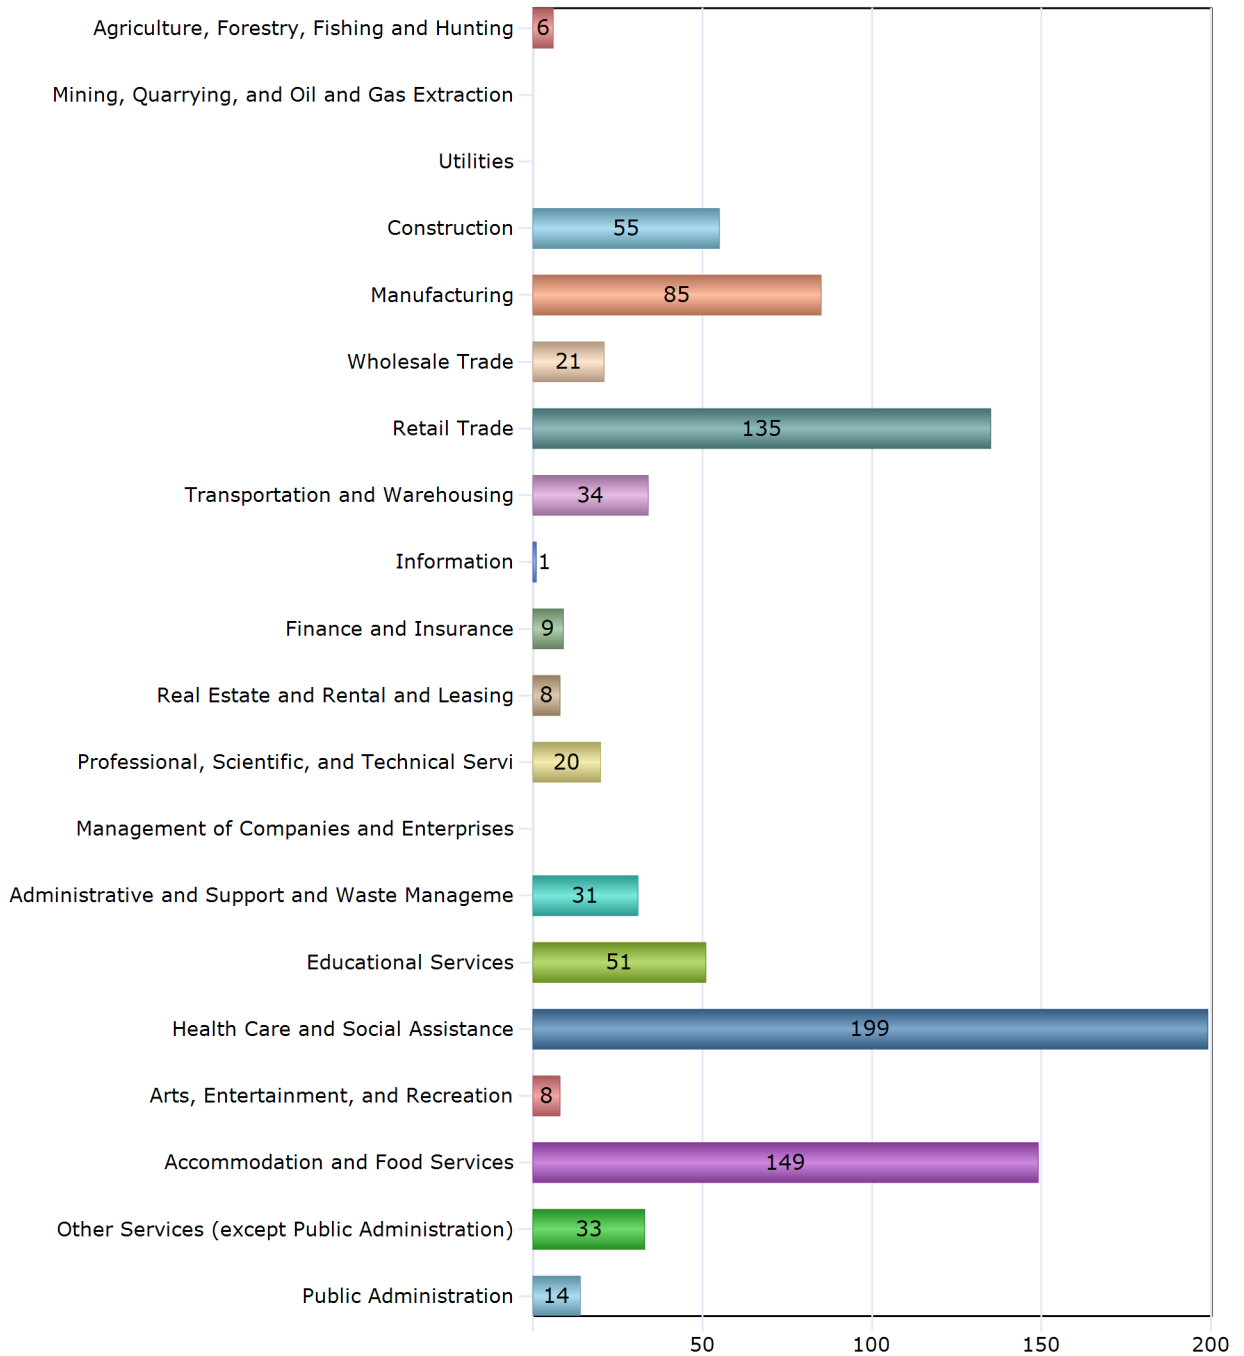 Agriculture, Forestry, Fishing and Hunting 6
Mining, Quarrying, and Oil and Gas Extraction
Utilities
Construction 55
Manufacturing 85
Wholesale Trade 21
Retail Trade 135
Transportation and Warehousing 34
Information 1
Finance and Insurance 9
Real Estate and Rental and Leasing 8
Professional, Scientific, and Technical Servi 20
Management of Companies and Enterprises
Administrative and Support and Waste Manageme 31
Educational Services 51
Health Care and Social Assistance 199
Arts, Entertainment, and Recreation 8
Accommodation and Food Services 149
Other Services (except Public Administration) 33
Public Administration 14
50 100 150 200